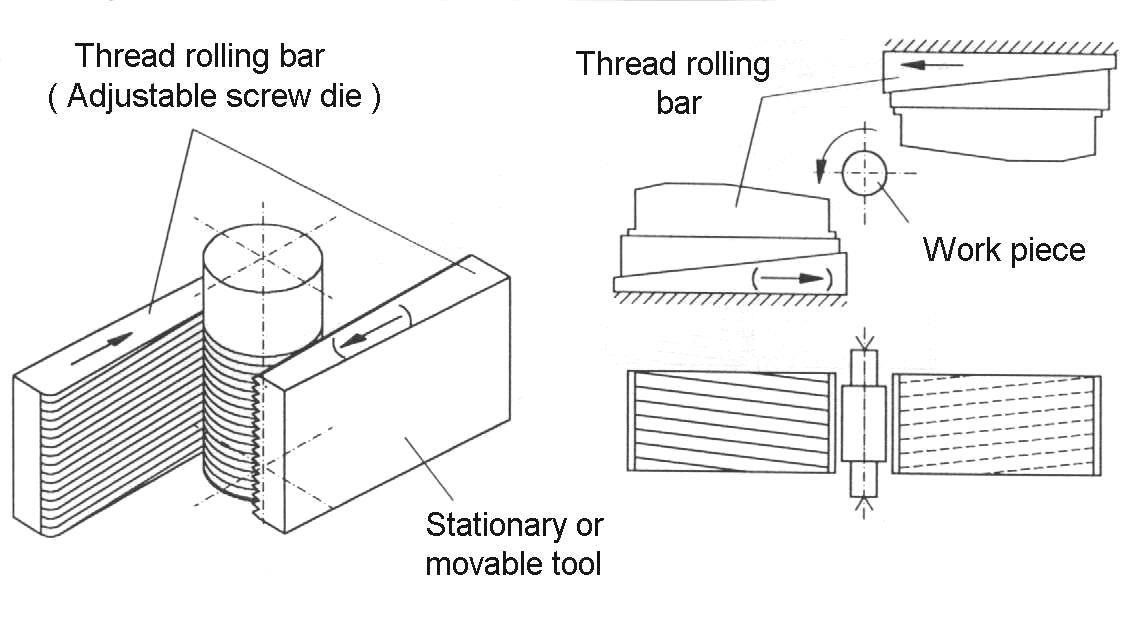 Thread rolling bar
( Adjustable screw die )
Thread rolling
bar
Work piece
Stationary or
movable tool